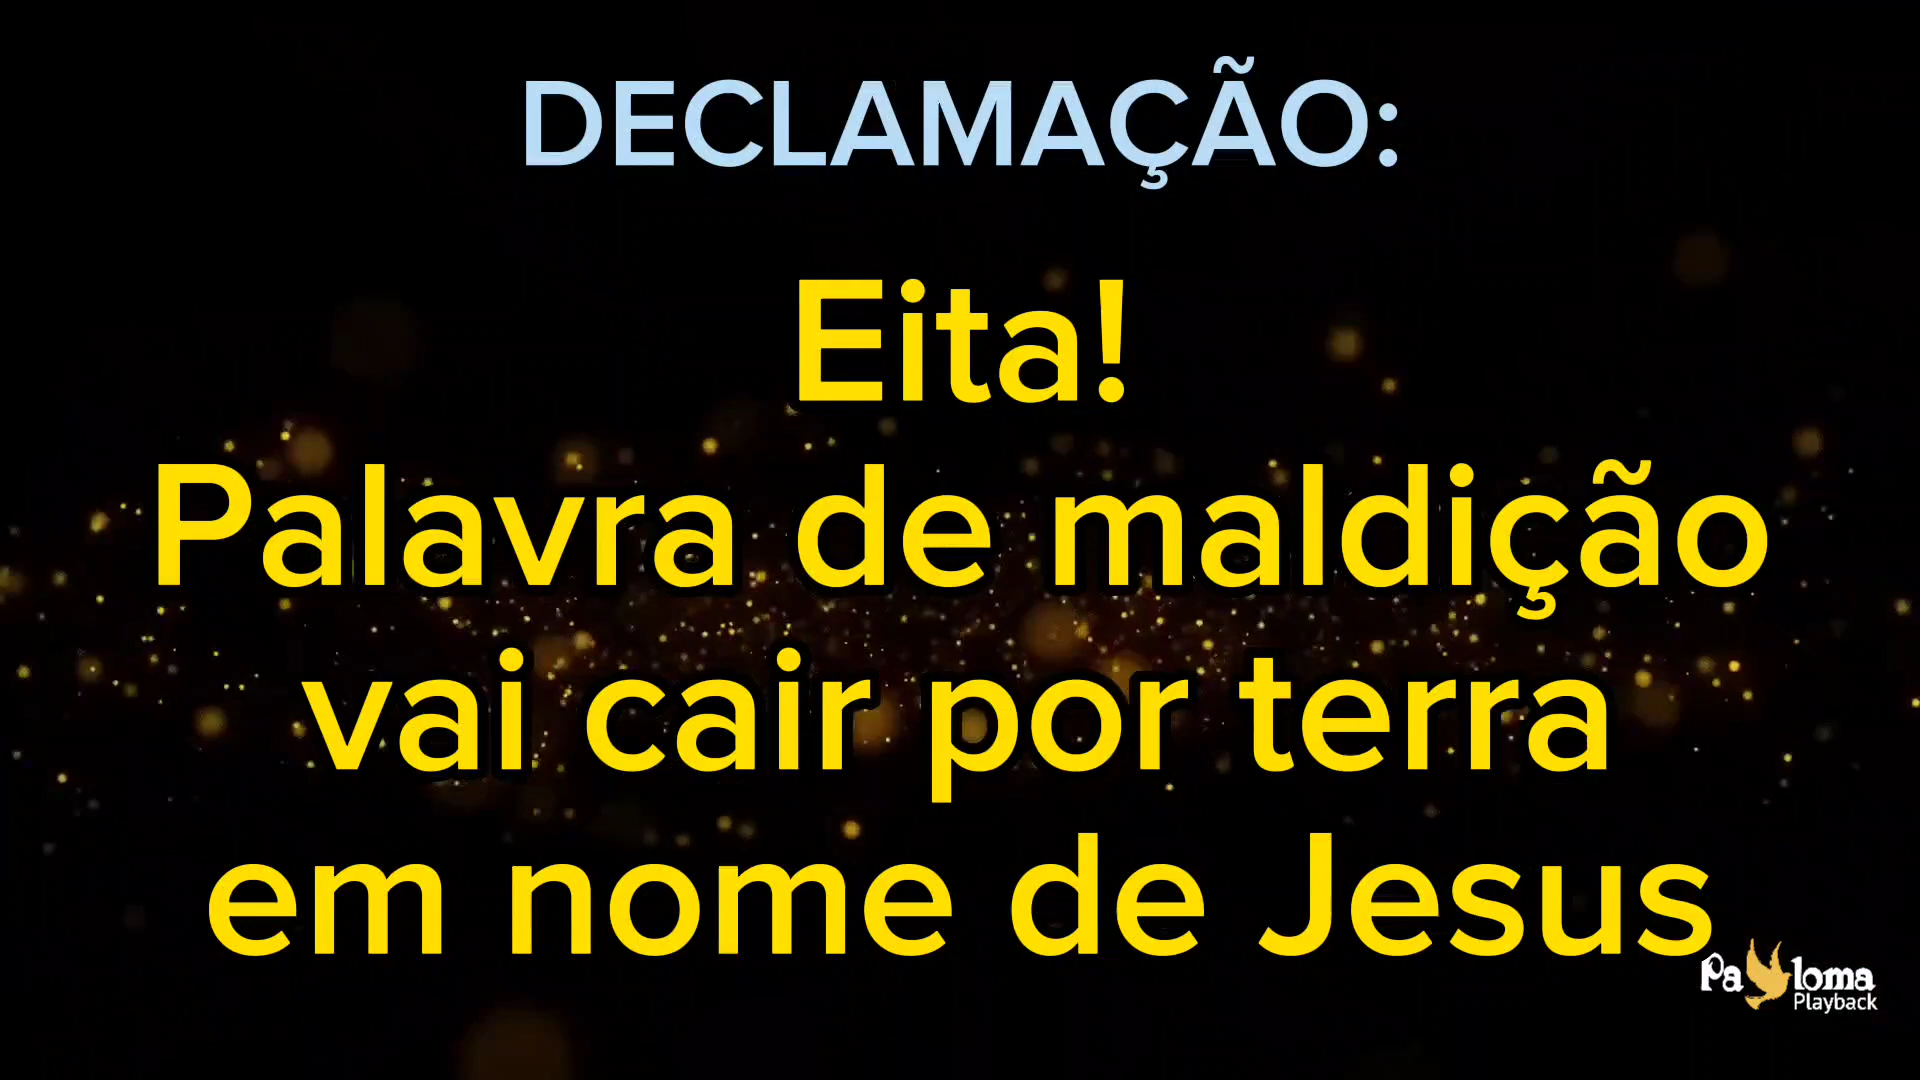 DECLAMAÇÃO:
Eita!
Palavra de maldição
vai cair por terra
em nome de Jesus
Paloma
Playback